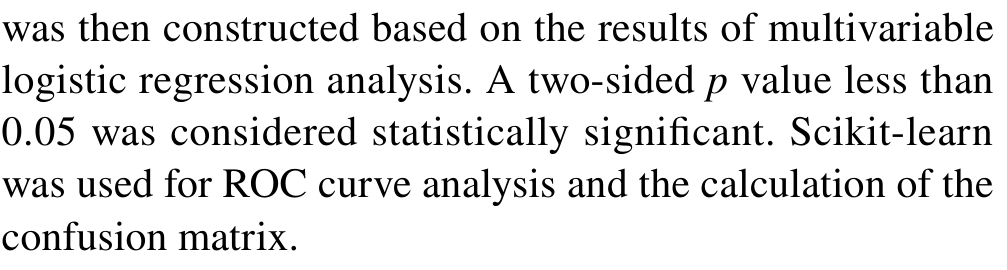 was then constructed based on the results of multivariable
logistic regression analysis. A two-sided p value less than
0.05 was considered statistically significant. Scikit-learn
was used for ROC curve analysis and the calculation of the
confusion matrix.